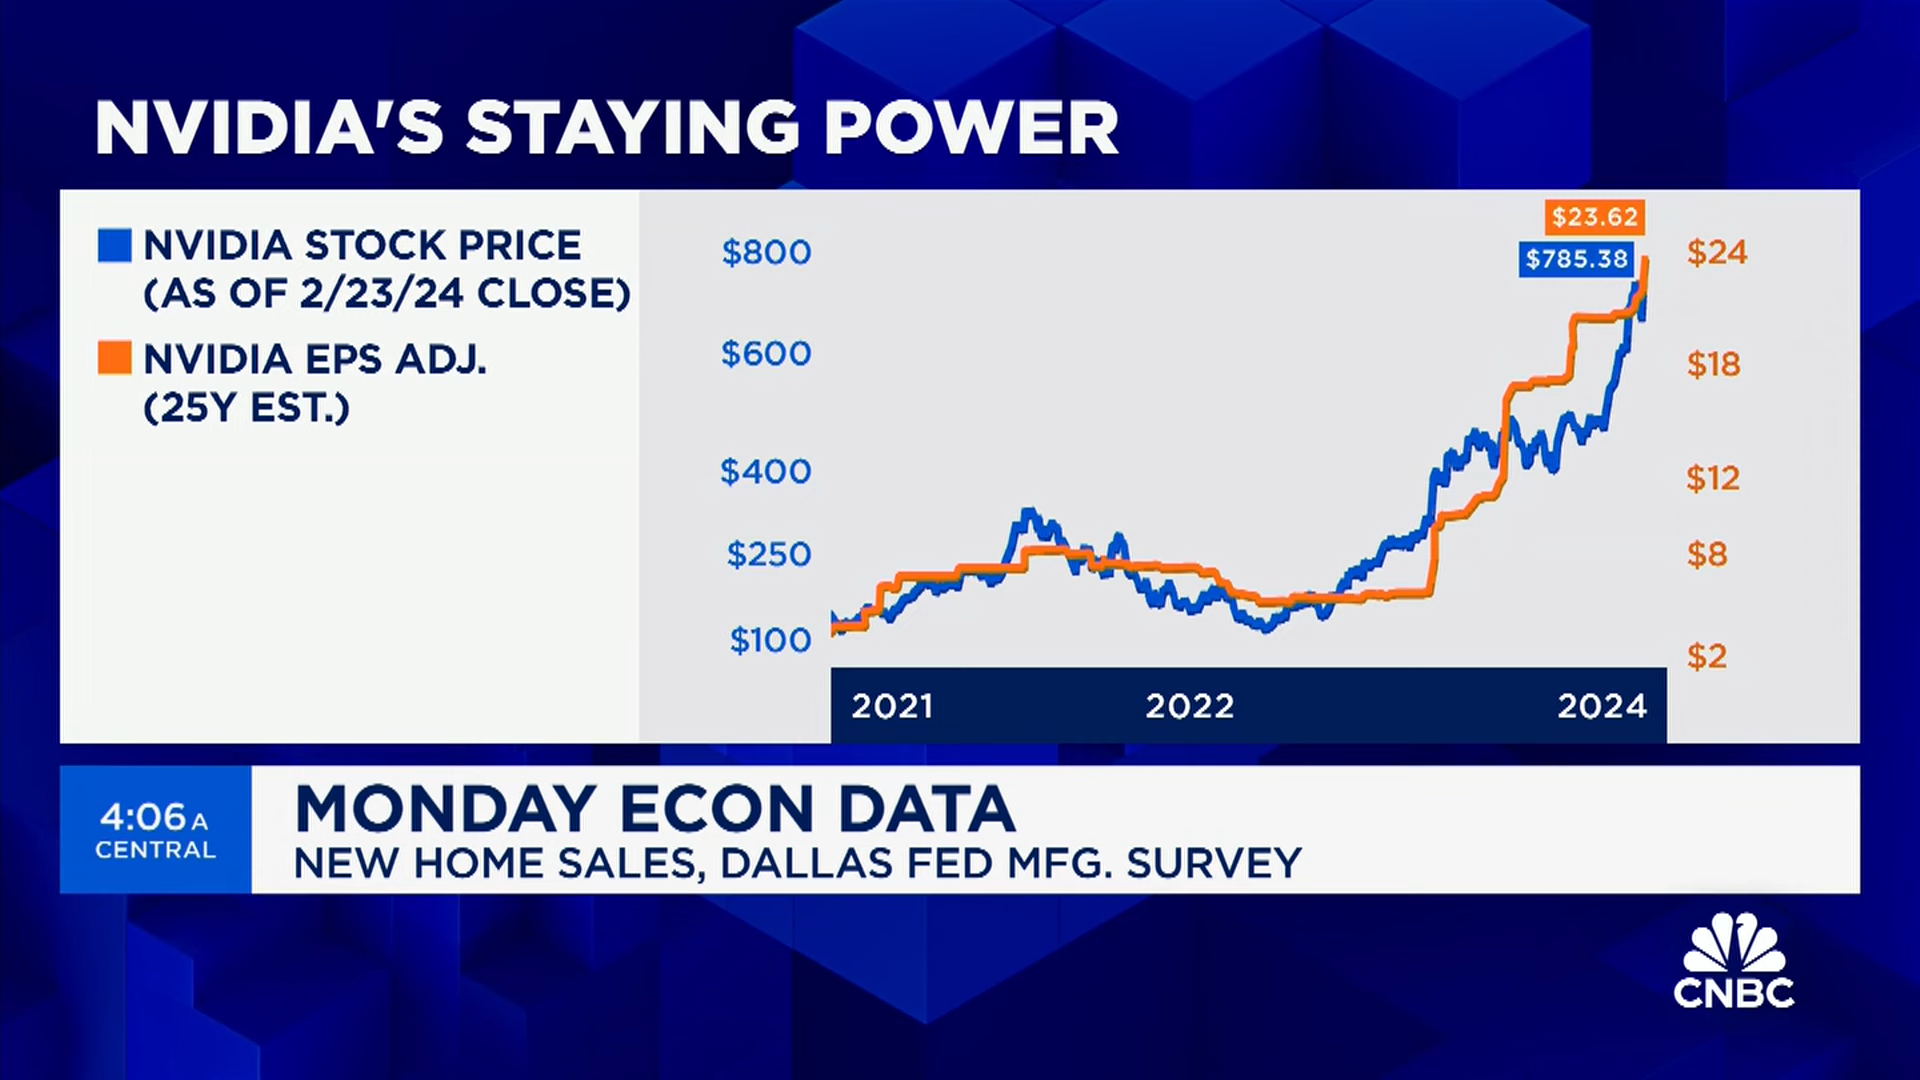 NVIDIA'S STAYING POWER
NVIDIA STOCK PRICE
(AS OF 2/23/24 CLOSE)
NVIDIA EPS ADJ.
(25Y EST.)
$800
$600
$400
$250
$100
$23.62
$785.38
$24
$18
$12
$8
$2
2021 2022 2024
4:06 A
CENTRAL
MONDAY ECON DATA
NEW HOME SALES, DALLAS FED MFG. SURVEY
CNBC